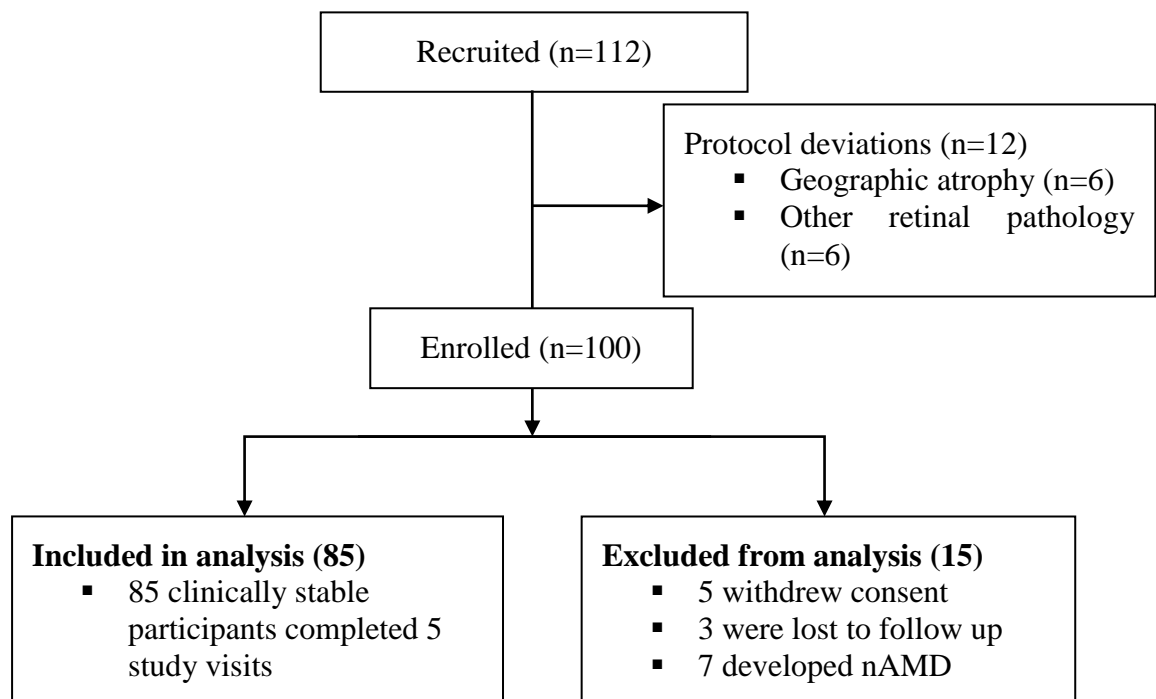 Recruited (n=112)
Protocol deviations (n=12)
▪ Geographic atrophy (n=6)
▪ Other retinal pathology
(n=6)
Enrolled (n=100)
Included in analysis (85)
▪ 85 clinically stable
participants completed 5
study visits
Excluded from analysis (15)
▪ 5 withdrew consent
▪ 3 were lost to follow up
▪ 7 developed nAMD